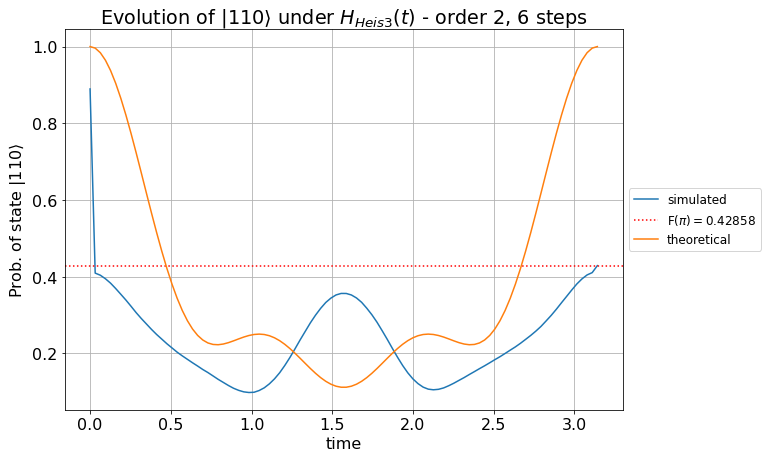 Evolution of |110⟩ under H_{Heis3}(t) - order 2, 6 steps
Prob. of state |110⟩
1.0
0.8
0.6
0.4
0.2
0.0 0.5 1.0 1.5 2.0 2.5 3.0
time
simulated
F(π) = 0.42858
theoretical